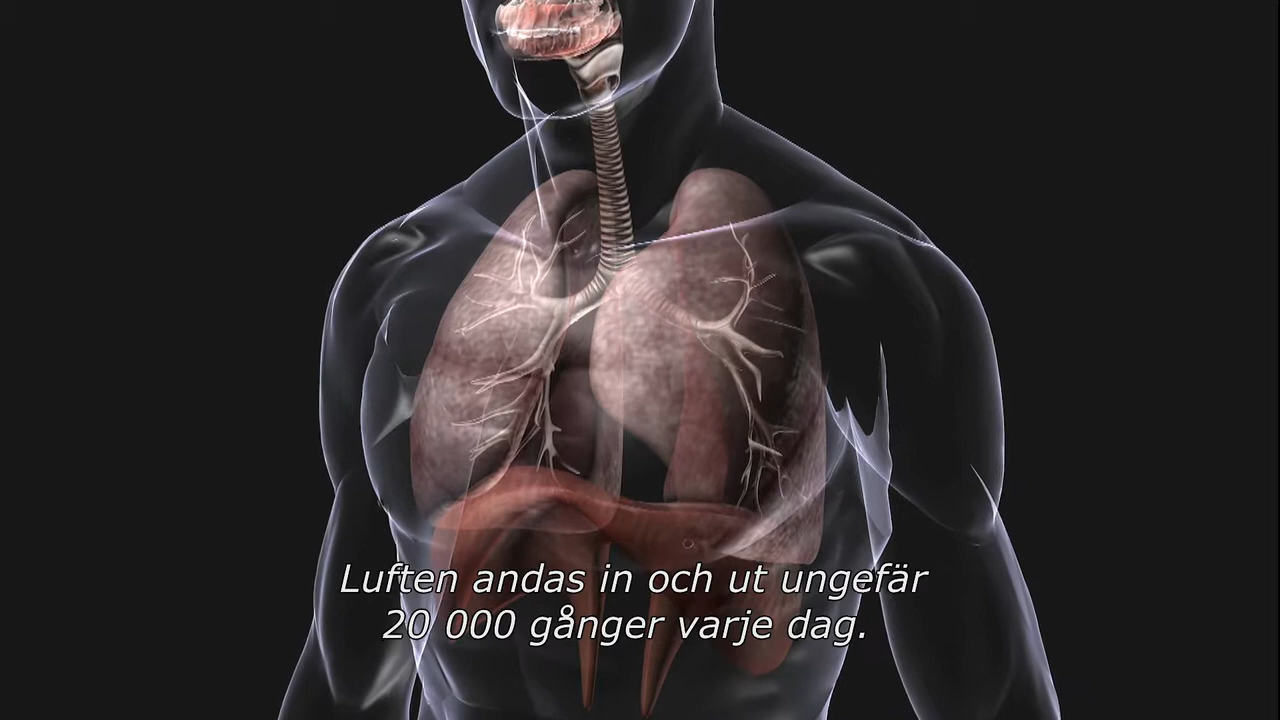 Luften andas in och ut ungefär
20 000 gånger varje dag.